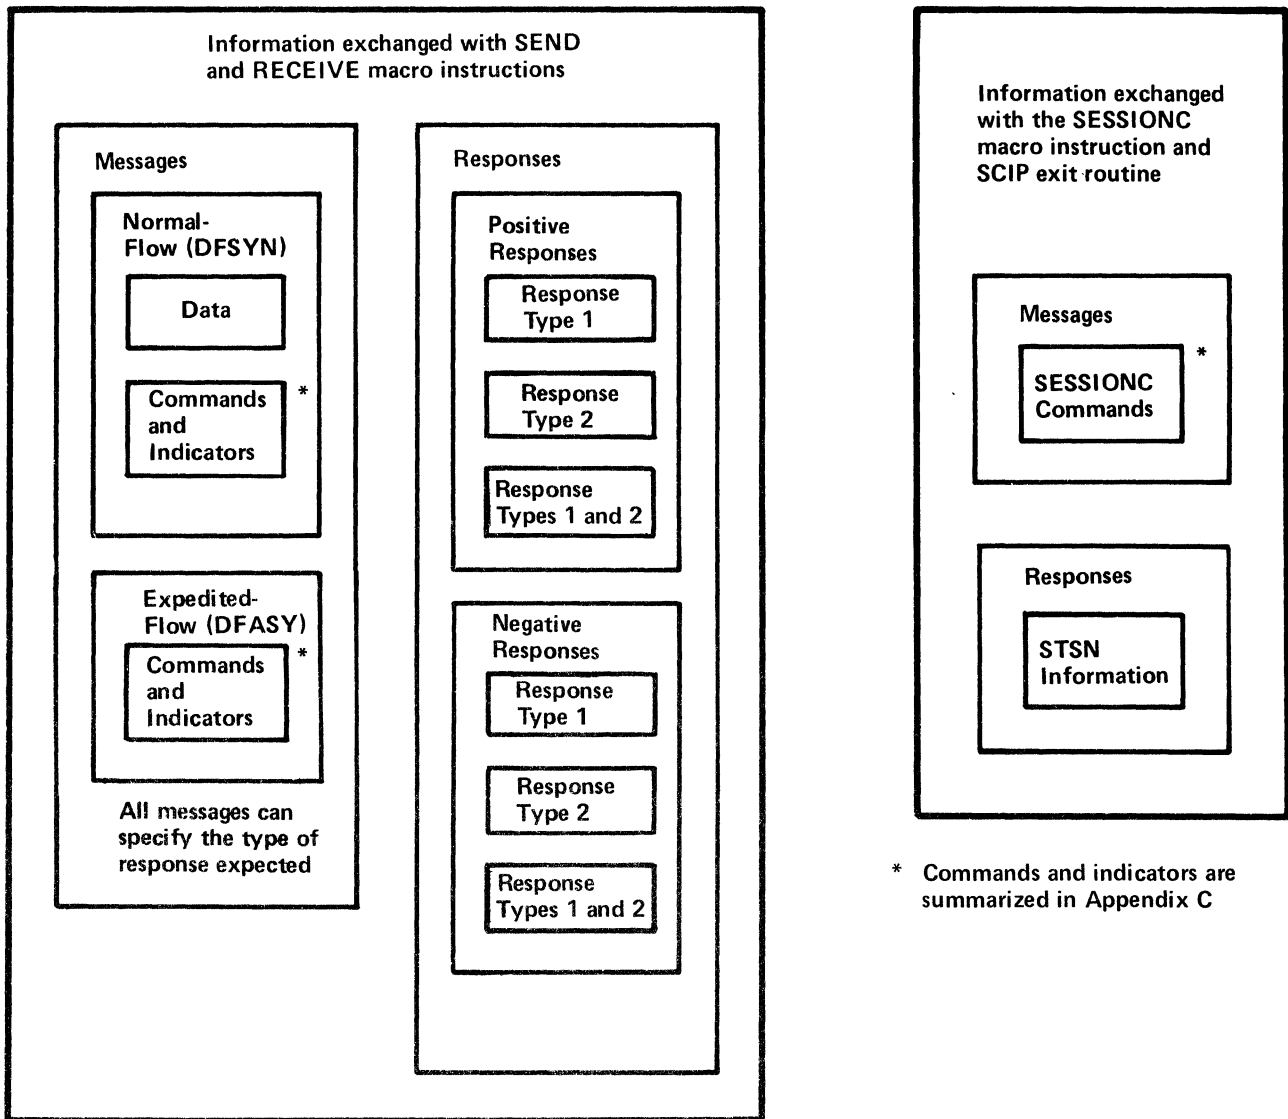 Information exchanged with SEND
and RECEIVE macro instructions
Messages
Normal-
Flow (DFSYN)
Data
Commands
and
Indicators
*
Expedited-
Flow (DFASY)
Commands
and
Indicators
*
All messages can
specify the type of
response expected
Responses
Positive
Responses
Response
Type 1
Response
Type 2
Response
Types 1 and 2
Negative
Responses
Response
Type 1
Response
Type 2
Response
Types 1 and 2
Information exchanged
with the SESSIONC
macro instruction and
SCIP exit routine
Messages
SESSIONC
Commands
*
Responses
STSN
Information
* Commands and indicators are
summarized in Appendix C